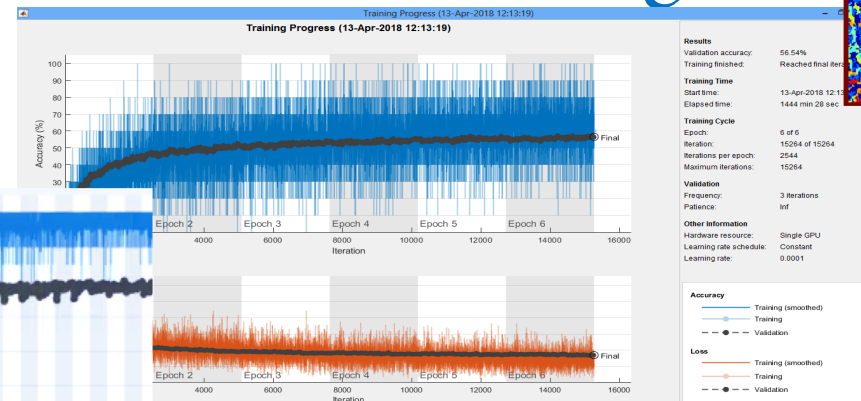 Training Progress (13-Apr-2018 12:13:19)
Training Progress (13-Apr-2018 12:13:19)
100
90
80
70
60
50
40
30
Accuracy (%)
Final
Epoch 2
Epoch 3
Epoch 4
Epoch 5
Epoch 6
4000
6000
8000
10000
12000
14000
16000
Iteration
Final
Epoch 2
Epoch 3
Epoch 4
Epoch 5
Epoch 6
4000
6000
8000
10000
12000
14000
16000
Iteration
Results
Validation accuracy: 56.54%
Training finished: Reached final
Training Time
Start time: 13-Apr-2018 12:13
Elapsed time: 1444 min 28 sec
Training Cycle
Epoch: 6 of 6
Iteration: 15264 of 15264
Iterations per epoch: 2544
Maximum iterations: 15264
Validation
Frequency: 3 iterations
Patience: Inf
Other Information
Hardware resource: Single GPU
Learning rate schedule: Constant
Learning rate: 0.0001
Accuracy
Training (smoothed)
Training
Validation
Loss
Training (smoothed)
Training
Validation